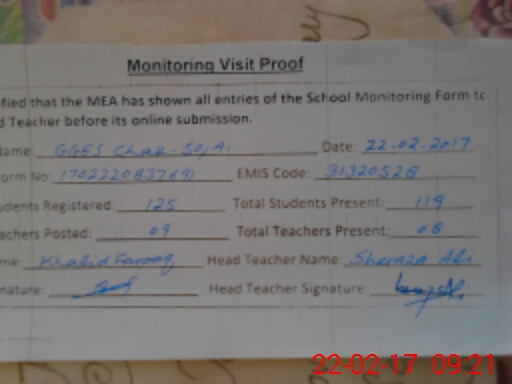 Monitoring Visit Proof
fied that the MEA has shown all entries of the School Monitoring Form to
d Teacher before its online submission.
ame: GGES Chak. 50/A. Date: 22-02-2017
orm No: 1702220837691 EMIS Code: 31320528
udents Registered: 125 Total Students Present: 119
achers Posted: 09 Total Teachers Present: 08
me: Khalid Farooq Head Teacher Name: Sheraza Ali
nature: Head Teacher Signature:
22-02-17 09:21